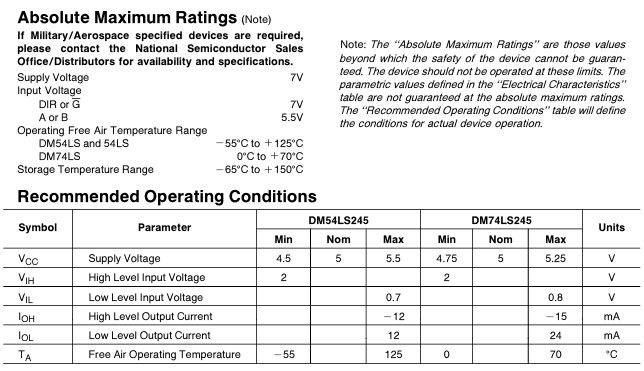 Absolute Maximum Ratings (Note)
If Military/Aerospace specified devices are required,
please contact the National Semiconductor Sales
Office/Distributors for availability and specifications.
Supply Voltage 7V
Input Voltage
DIR or G̅ 7V
A or B 5.5V
Operating Free Air Temperature Range
DM54LS and 54LS −55°C to +125°C
DM74LS 0°C to +70°C
Storage Temperature Range −65°C to +150°C
Note: The "Absolute Maximum Ratings" are those values
beyond which the safety of the device cannot be guaran-
teed. The device should not be operated at these limits. The
parametric values defined in the "Electrical Characteristics"
table are not guaranteed at the absolute maximum ratings.
The "Recommended Operating Conditions" table will define
the conditions for actual device operation.
Recommended Operating Conditions
Symbol Parameter DM54LS245 DM74LS245 Units
Min Nom Max Min Nom Max
VCC Supply Voltage 4.5 5 5.5 4.75 5 5.25 V
VIH High Level Input Voltage 2 2 V
VIL Low Level Input Voltage 0.7 0.8 V
IOH High Level Output Current −12 −15 mA
IOL Low Level Output Current 12 24 mA
TA Free Air Operating Temperature −55 125 0 70 °C